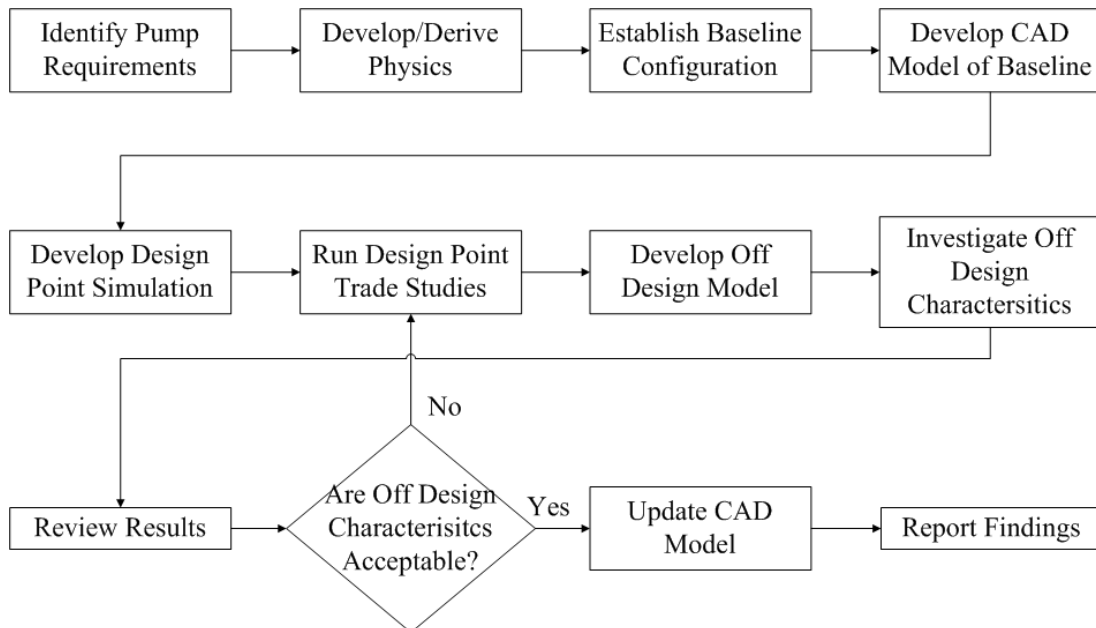 Identify Pump
Requirements
Develop/Derive
Physics
Establish Baseline
Configuration
Develop CAD
Model of Baseline
Develop Design
Point Simulation
Run Design Point
Trade Studies
Develop Off
Design Model
Investigate Off
Design
Charactersitics
No
Review Results
Are Off Design
Characterisitcs
Acceptable?
Yes
Update CAD
Model
Report Findings